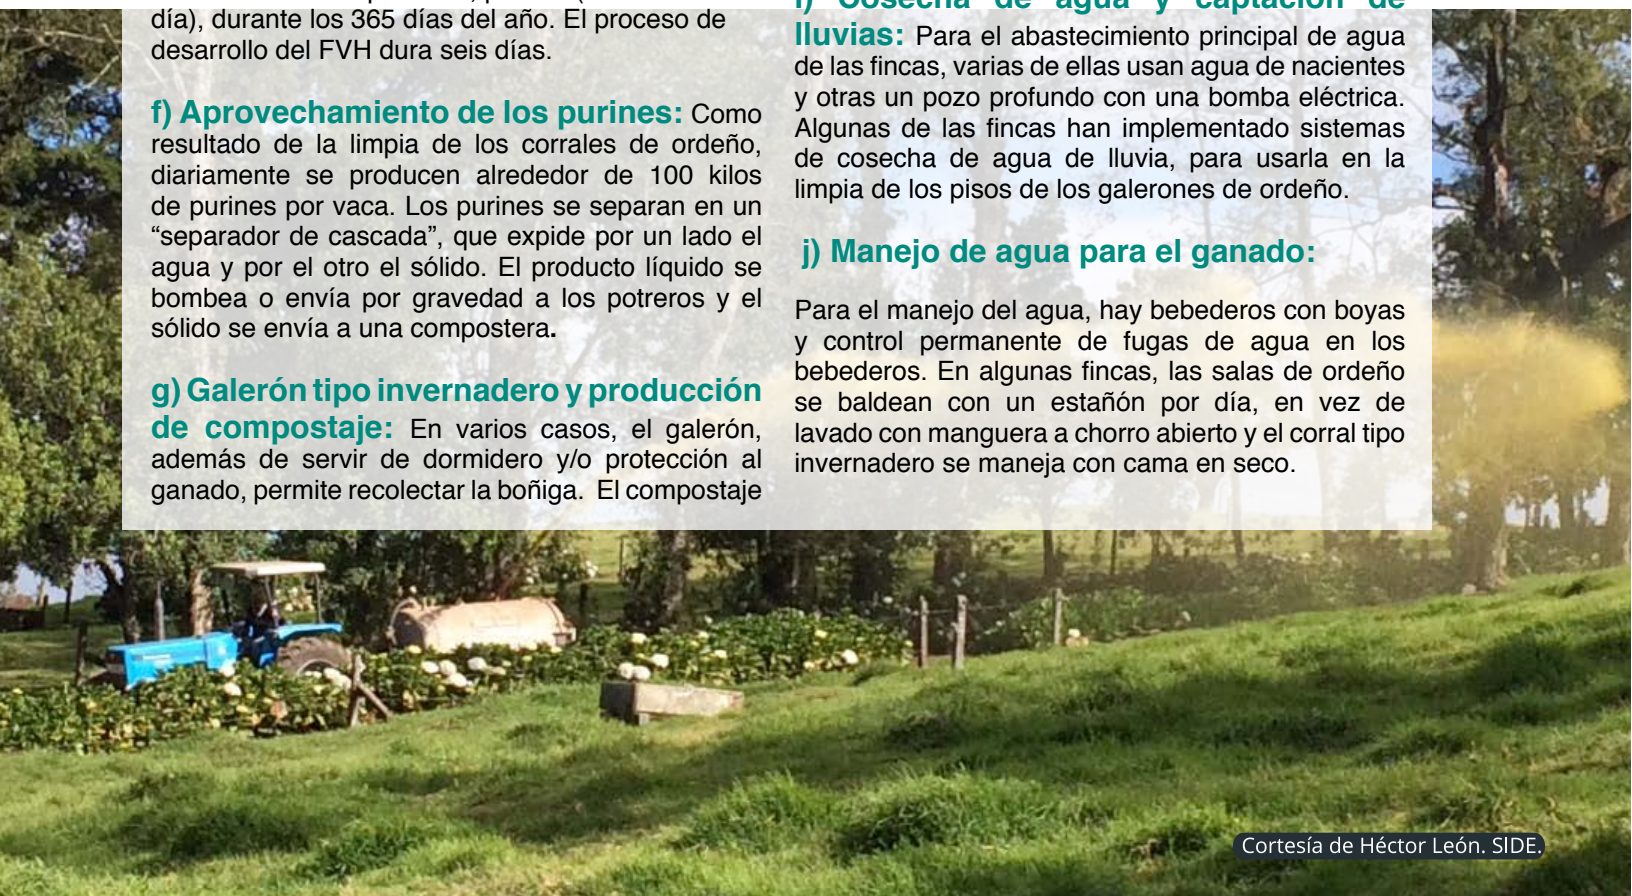 día), durante los 365 días del año. El proceso de
desarrollo del FVH dura seis días.
f) Aprovechamiento de los purines: Como
resultado de la limpia de los corrales de ordeño,
diariamente se producen alrededor de 100 kilos
de purines por vaca. Los purines se separan en un
“separador de cascada”, que expide por un lado el
agua y por el otro el sólido. El producto líquido se
bombea o envía por gravedad a los potreros y el
sólido se envía a una compostera.
g) Galerón tipo invernadero y producción
de compostaje: En varios casos, el galerón,
además de servir de dormidero y/o protección al
ganado, permite recolectar la boñiga. El compostaje
i) Cosecha de agua y captación de
lluvias: Para el abastecimiento principal de agua
de las fincas, varias de ellas usan agua de nacientes
y otras un pozo profundo con una bomba eléctrica.
Algunas de las fincas han implementado sistemas
de cosecha de agua de lluvia, para usarla en la
limpia de los pisos de los galerones de ordeño.
j) Manejo de agua para el ganado:
Para el manejo del agua, hay bebederos con boyas
y control permanente de fugas de agua en los
bebederos. En algunas fincas, las salas de ordeño
se baldean con un estañón por día, en vez de
lavado con manguera a chorro abierto y el corral tipo
invernadero se maneja con cama en seco.
Cortesía de Héctor León. SIDE.